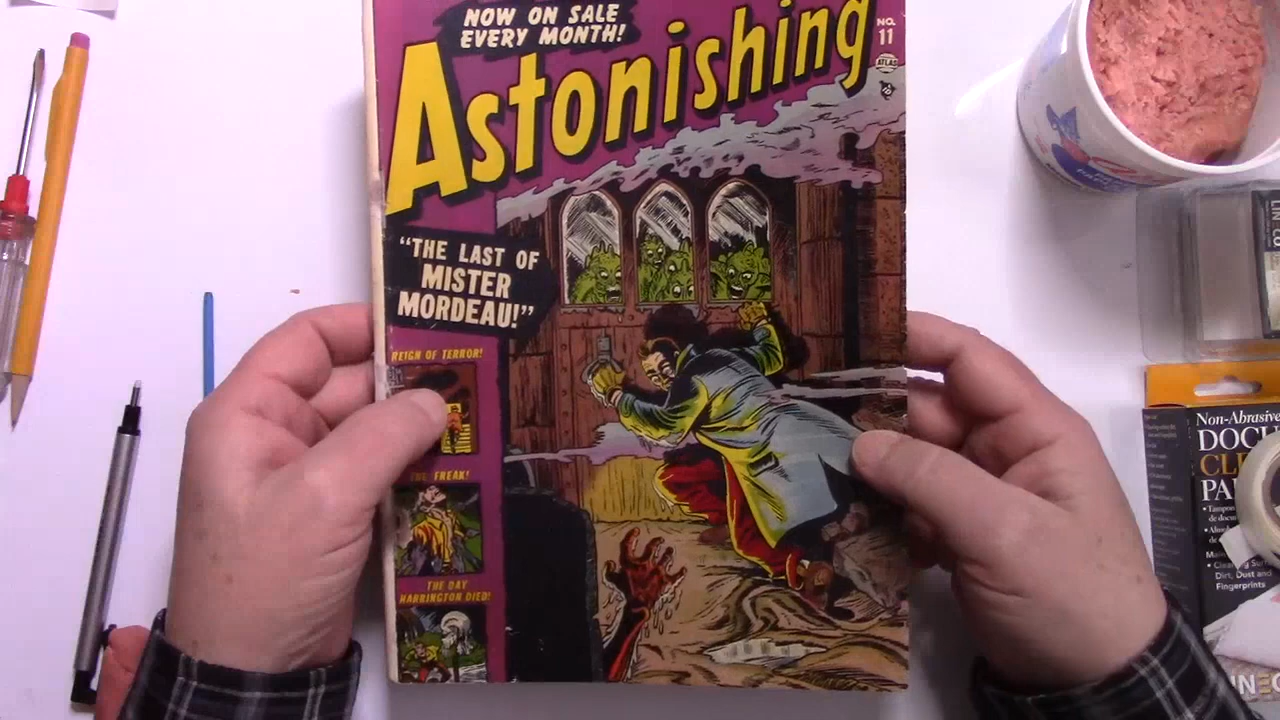 NOW ON SALE
EVERY MONTH!
Astonishing
NO.
11
ATLAS
"THE LAST OF
MISTER
MORDEAU!"
REIGN OF TERROR!
THE FREAK!
THE DAY
HARRINGTON DIED!
Non-Abrasive
DOCU
CLE
PA
Dirt, Dust and
Fingerprints